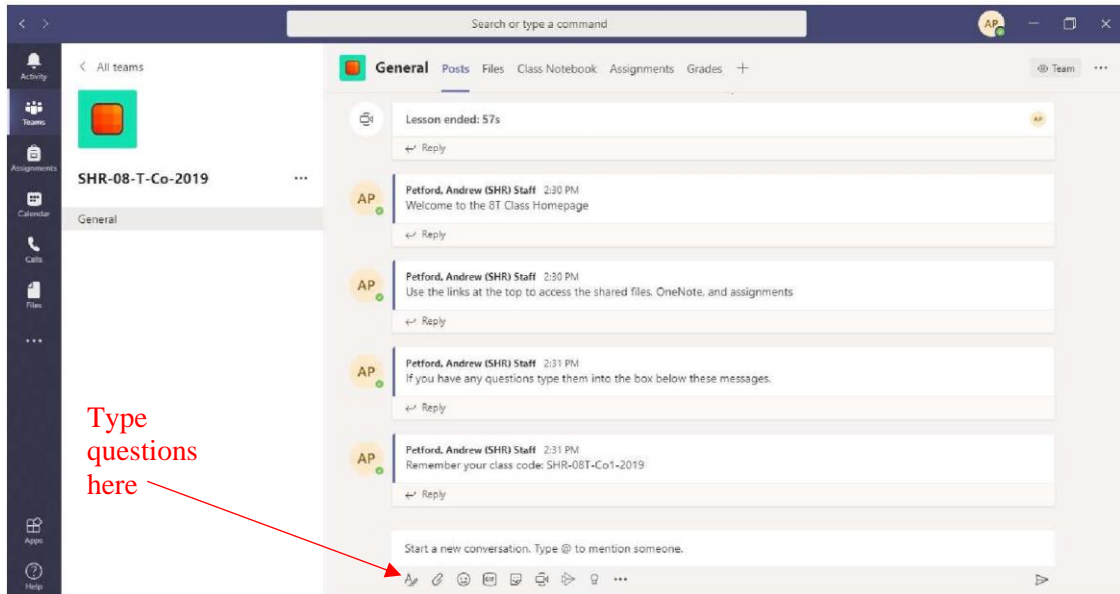 Search or type a command
AP
Activity
Teams
Assignments
Calendar
Calls
Files
Apps
Help
All teams
SHR-08-T-Co-2019
General
General Posts Files Class Notebook Assignments Grades
Team
Lesson ended: 57s
AP
Reply
AP
Petford, Andrew (SHR) Staff 2:30 PM
Welcome to the 8T Class Homepage
Reply
AP
Petford, Andrew (SHR) Staff 2:30 PM
Use the links at the top to access the shared files, OneNote, and assignments
Reply
AP
Petford, Andrew (SHR) Staff 2:31 PM
If you have any questions type them into the box below these messages.
Reply
AP
Petford, Andrew (SHR) Staff 2:31 PM
Remember your class code: SHR-08T-Co1-2019
Reply
Type
questions
here
Start a new conversation. Type @ to mention someone.
GIF